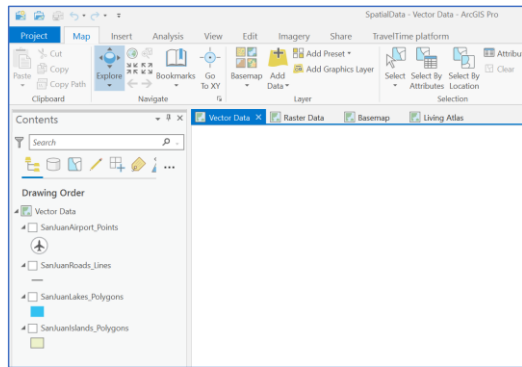 SpatialData - Vector Data - ArcGIS Pro
Project Map Insert Analysis View Edit Imagery Share TravelTime platform
Paste
Cut
Copy
Copy Path
Clipboard
Explore
Bookmarks
Go To XY
Navigate
Basemap
Add Data
Add Preset
Add Graphics Layer
Layer
Select
Select By Attributes
Select By Location
Attribu
Clear
Selection
Contents
Search
Drawing Order
Vector Data
SanJuanAirport_Points
SanJuanRoads_Lines
SanJuanLakes_Polygons
SanJuanIslands_Polygons
Vector Data
Raster Data
Basemap
Living Atlas